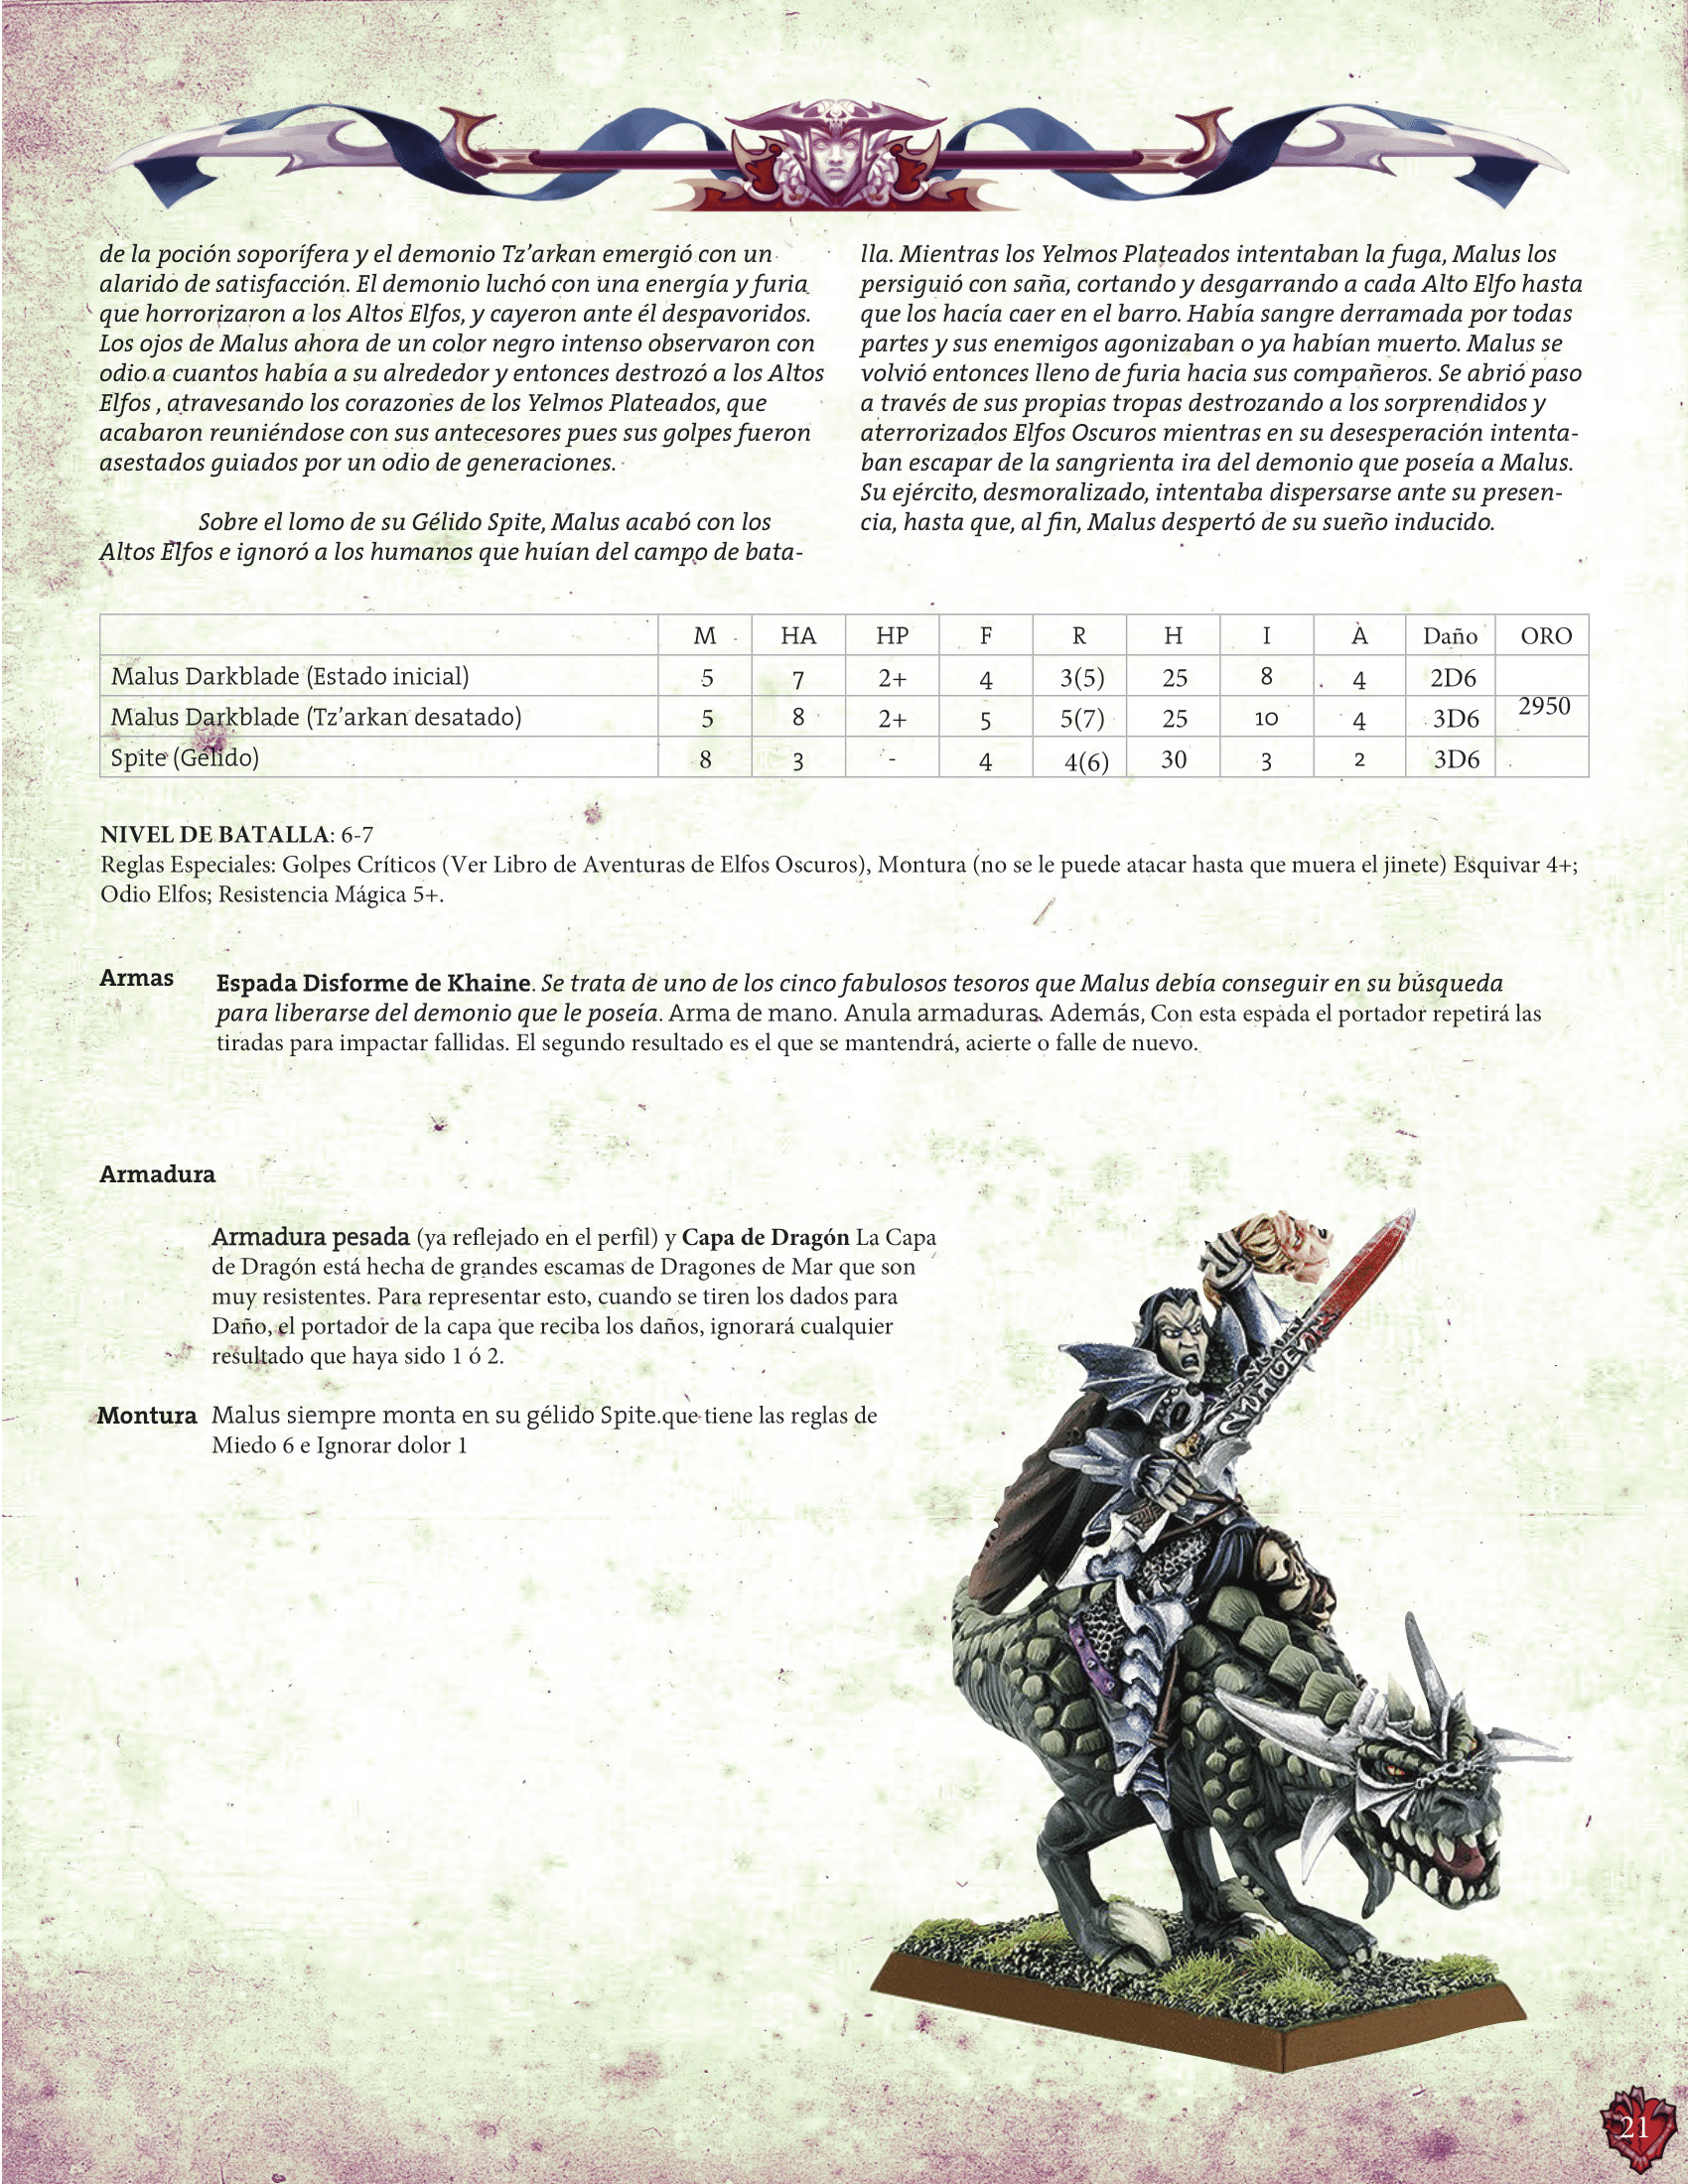 de la poción soporífera y el demonio Tz’arkan emergió con un
alarido de satisfacción. El demonio luchó con una energía y furia
que horrorizaron a los Altos Elfos, y cayeron ante él despavoridos.
Los ojos de Malus ahora de un color negro intenso observaron con
odio a cuantos había a su alrededor y entonces destrozó a los Altos
Elfos , atravesando los corazones de los Yelmos Plateados, que
acabaron reuniéndose con sus antecesores pues sus golpes fueron
asestados guiados por un odio de generaciones.
Sobre el lomo de su Gélido Spite, Malus acabó con los
Altos Elfos e ignoró a los humanos que huían del campo de bata-
lla. Mientras los Yelmos Plateados intentaban la fuga, Malus los
persiguió con saña, cortando y desgarrando a cada Alto Elfo hasta
que los hacía caer en el barro. Había sangre derramada por todas
partes y sus enemigos agonizaban o ya habían muerto. Malus se
volvió entonces lleno de furia hacia sus compañeros. Se abrió paso
a través de sus propias tropas destrozando a los sorprendidos y
aterrorizados Elfos Oscuros mientras en su desesperación intenta-
ban escapar de la sangrienta ira del demonio que poseía a Malus.
Su ejército, desmoralizado, intentaba dispersarse ante su presen-
cia, hasta que, al fin, Malus despertó de su sueño inducido.
M HA HP F R H I A Daño ORO
Malus Darkblade (Estado inicial) 5 7 2+ 4 3(5) 25 8 4 2D6
Malus Darkblade (Tz’arkan desatado) 5 8 2+ 5 5(7) 25 10 4 3D6 2950
Spite (Gélido) 8 3 - 4 4(6) 30 3 2 3D6
NIVEL DE BATALLA: 6-7
Reglas Especiales: Golpes Críticos (Ver Libro de Aventuras de Elfos Oscuros), Montura (no se le puede atacar hasta que muera el jinete) Esquivar 4+;
Odio Elfos; Resistencia Mágica 5+.
Armas Espada Disforme de Khaine. Se trata de uno de los cinco fabulosos tesoros que Malus debía conseguir en su búsqueda
para liberarse del demonio que le poseía. Arma de mano. Anula armaduras. Además, Con esta espada el portador repetirá las
tiradas para impactar fallidas. El segundo resultado es el que se mantendrá, acierte o falle de nuevo.
Armadura
Armadura pesada (ya reflejado en el perfil) y Capa de Dragón La Capa
de Dragón está hecha de grandes escamas de Dragones de Mar que son
muy resistentes. Para representar esto, cuando se tiren los dados para
Daño, el portador de la capa que reciba los daños, ignorará cualquier
resultado que haya sido 1 ó 2.
Montura Malus siempre monta en su gélido Spite.que tiene las reglas de
Miedo 6 e Ignorar dolor 1
21